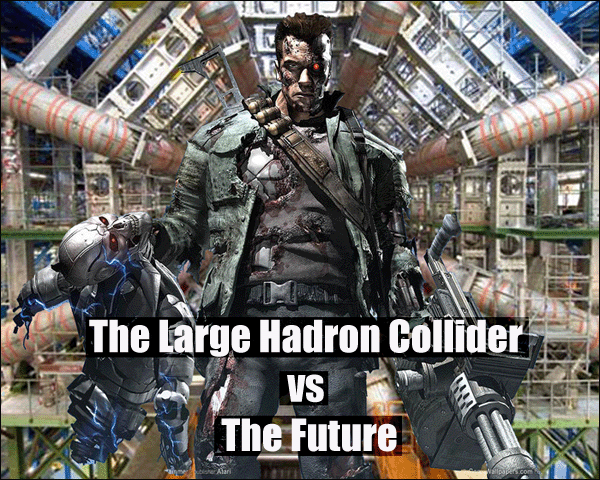 The Large Hadron Collider
vs
The Future